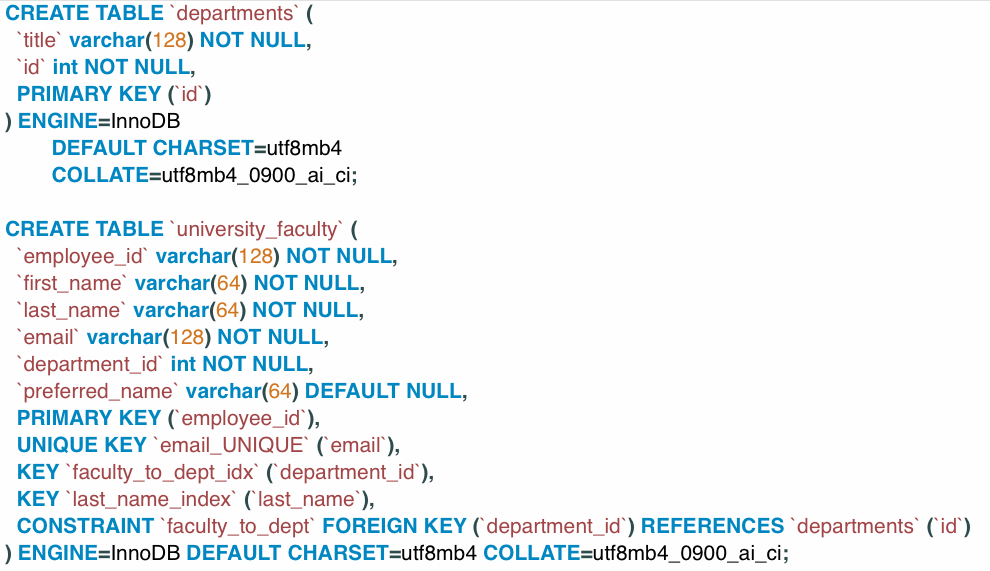 CREATE TABLE `departments` (
`title` varchar(128) NOT NULL,
`id` int NOT NULL,
PRIMARY KEY (`id`)
) ENGINE=InnoDB
DEFAULT CHARSET=utf8mb4
COLLATE=utf8mb4_0900_ai_ci;
CREATE TABLE `university_faculty` (
`employee_id` varchar(128) NOT NULL,
`first_name` varchar(64) NOT NULL,
`last_name` varchar(64) NOT NULL,
`email` varchar(128) NOT NULL,
`department_id` int NOT NULL,
`preferred_name` varchar(64) DEFAULT NULL,
PRIMARY KEY (`employee_id`),
UNIQUE KEY `email_UNIQUE` (`email`),
KEY `faculty_to_dept_idx` (`department_id`),
KEY `last_name_index` (`last_name`),
CONSTRAINT `faculty_to_dept` FOREIGN KEY (`department_id`) REFERENCES `departments` (`id`)
) ENGINE=InnoDB DEFAULT CHARSET=utf8mb4 COLLATE=utf8mb4_0900_ai_ci;